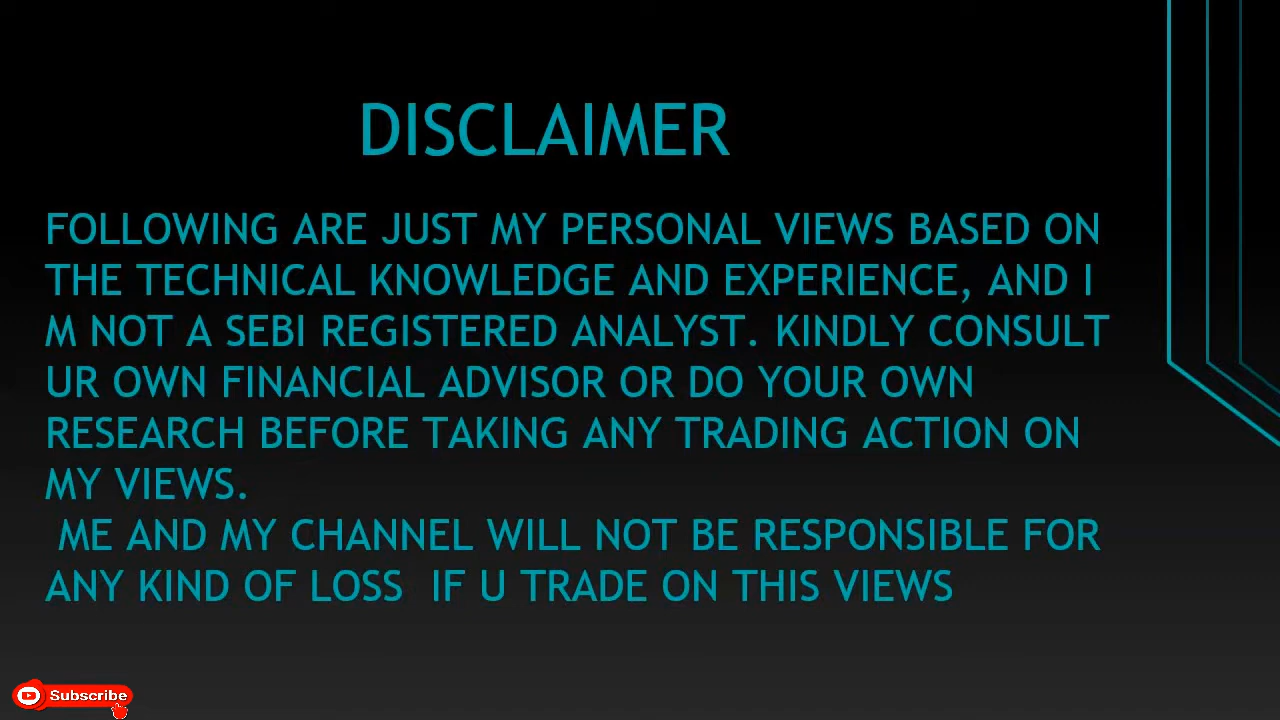 DISCLAIMER
FOLLOWING ARE JUST MY PERSONAL VIEWS BASED ON
THE TECHNICAL KNOWLEDGE AND EXPERIENCE, AND I
M NOT A SEBI REGISTERED ANALYST. KINDLY CONSULT
UR OWN FINANCIAL ADVISOR OR DO YOUR OWN
RESEARCH BEFORE TAKING ANY TRADING ACTION ON
MY VIEWS.
ME AND MY CHANNEL WILL NOT BE RESPONSIBLE FOR
ANY KIND OF LOSS  IF U TRADE ON THIS VIEWS
Subscribe